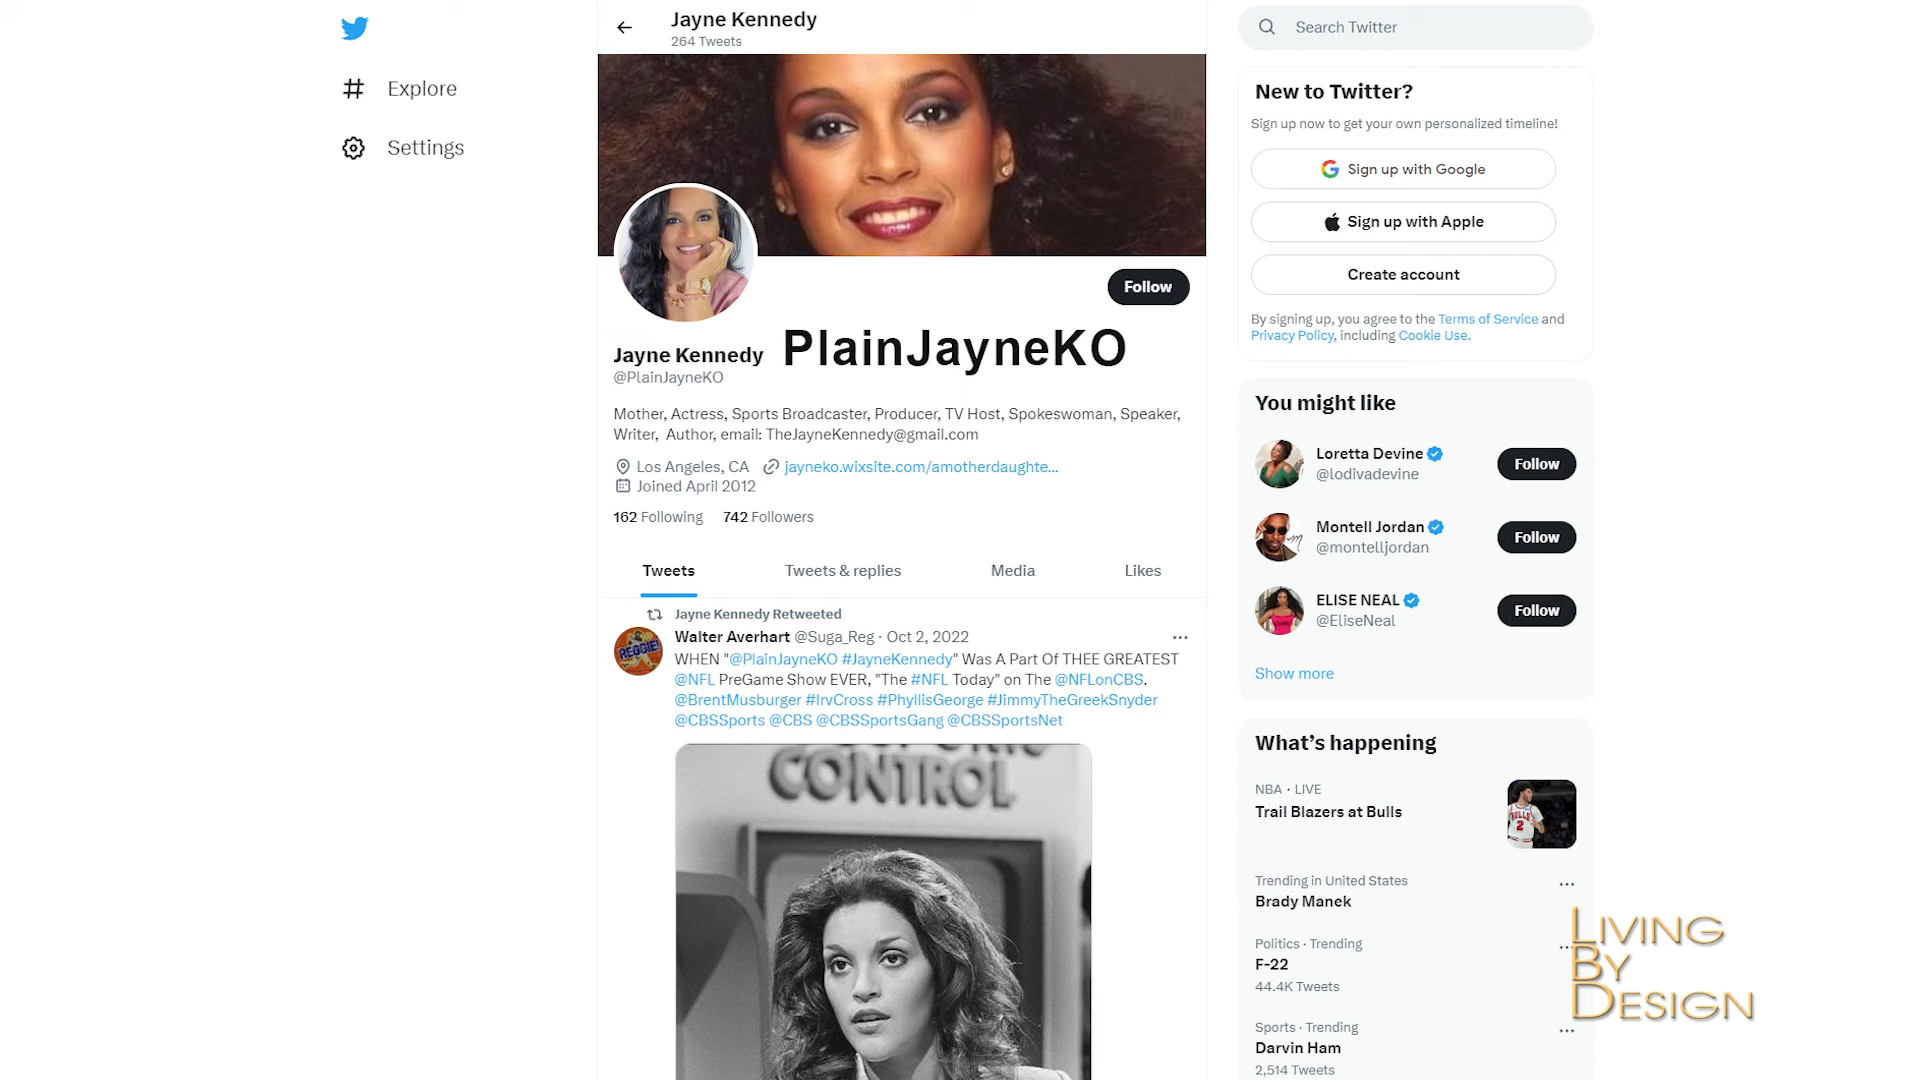 Explore
Settings
Jayne Kennedy
264 Tweets
Follow
PlainJayneKO
Jayne Kennedy
@PlainJayneKO
Mother, Actress, Sports Broadcaster, Producer, TV Host, Spokeswoman, Speaker,
Writer, Author, email: TheJayneKennedy@gmail.com
Los Angeles, CA jayneko.wixsite.com/amotherdaughte...
Joined April 2012
162 Following 742 Followers
Tweets Tweets & replies Media Likes
Jayne Kennedy Retweeted
Walter Averhart @Suga_Reg · Oct 2, 2022
REGGIE!
WHEN "@PlainJayneKO #JayneKennedy" Was A Part Of THEE GREATEST
@NFL PreGame Show EVER, "The #NFL Today" on The @NFLonCBS.
@BrentMusburger #IrvCross #PhyllisGeorge #JimmyTheGreekSnyder
@CBSSports @CBS @CBSSportsGang @CBSSportsNet
CONTROL
Search Twitter
New to Twitter?
Sign up now to get your own personalized timeline!
Sign up with Google
Sign up with Apple
Create account
By signing up, you agree to the Terms of Service and
Privacy Policy, including Cookie Use.
You might like
Loretta Devine
@lodivadevine
Follow
Montell Jordan
@montelljordan
Follow
ELISE NEAL
@EliseNeal
Follow
Show more
What's happening
NBA · LIVE
Trail Blazers at Bulls
BULLS
2
Trending in United States
Brady Manek
Politics · Trending
F-22
44.4K Tweets
Sports · Trending
Darvin Ham
2,514 Tweets
LIVING
BY
DESIGN